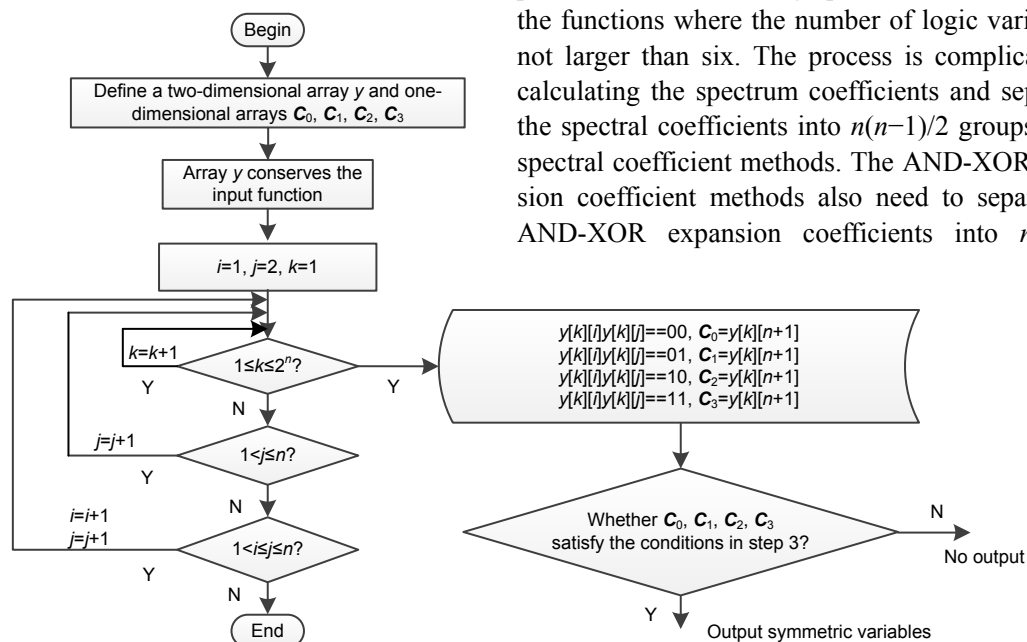 Begin
Define a two-dimensional array y and one-
dimensional arrays C0, C1, C2, C3
Array y conserves the
input function
i=1, j=2, k=1
k=k+1
1≤k≤2^n?
Y
Y
N
j=j+1
1<j≤n?
Y
N
i=i+1
j=j+1
1<i≤j≤n?
Y
N
End
y[k][i]y[k][j]==00, C0=y[k][n+1]
y[k][i]y[k][j]==01, C1=y[k][n+1]
y[k][i]y[k][j]==10, C2=y[k][n+1]
y[k][i]y[k][j]==11, C3=y[k][n+1]
Whether C0, C1, C2, C3
satisfy the conditions in step 3?
N
No output
Y
Output symmetric variables
the functions where the number of logic vari
not larger than six. The process is complica
calculating the spectrum coefficients and sep
the spectral coefficients into n(n−1)/2 groups
spectral coefficient methods. The AND-XOR
sion coefficient methods also need to sepa
AND-XOR expansion coefficients into n